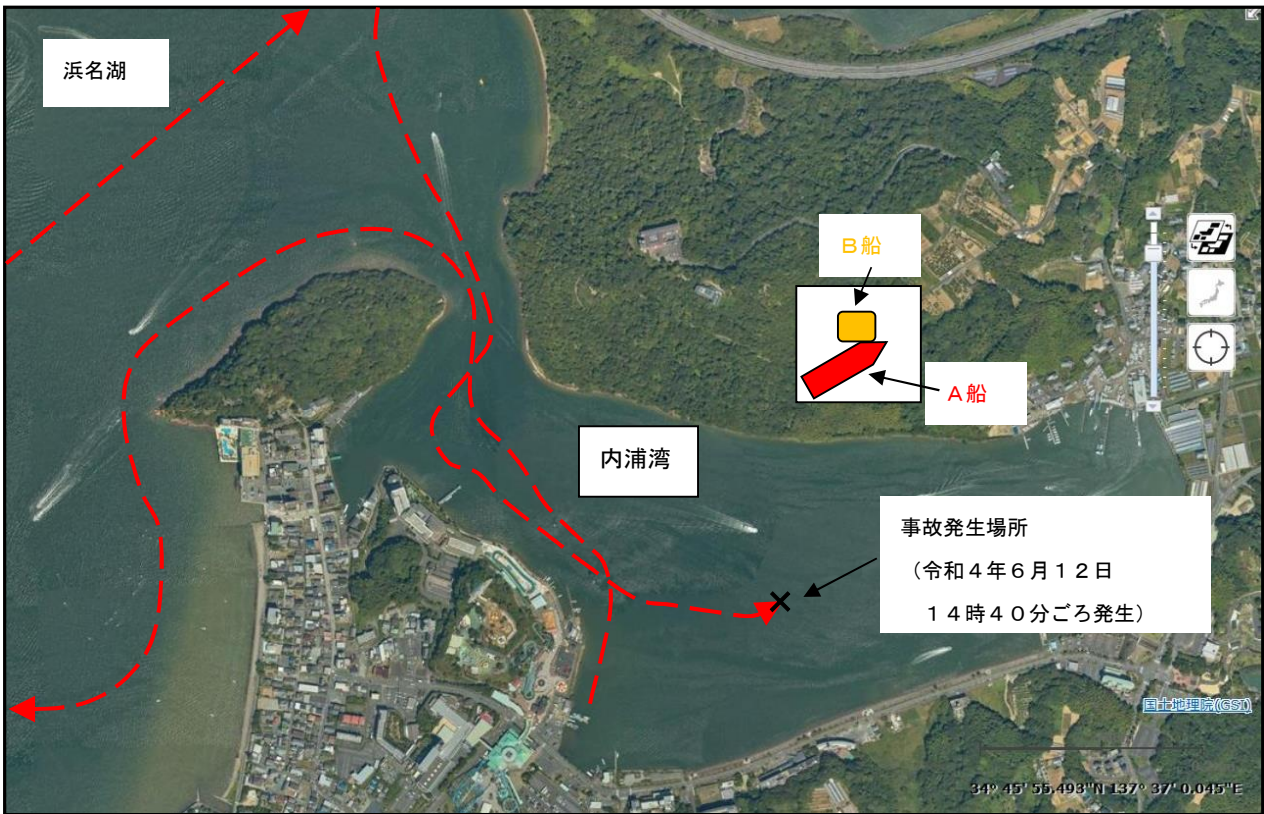 浜名湖
B船
A船
内浦湾
事故発生場所
（令和４年６月１２日
１４時４０分ごろ発生）
国土地理院(GSI)
34° 45' 55.493"N 137° 37' 0.045"E